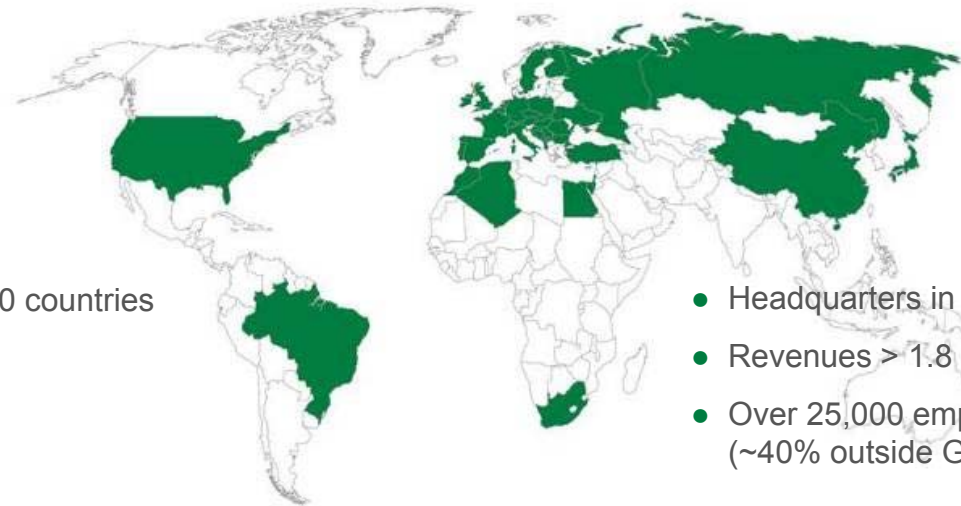 0 countries
● Headquarters in
● Revenues > 1.8
● Over 25,000 emp
(~40% outside G